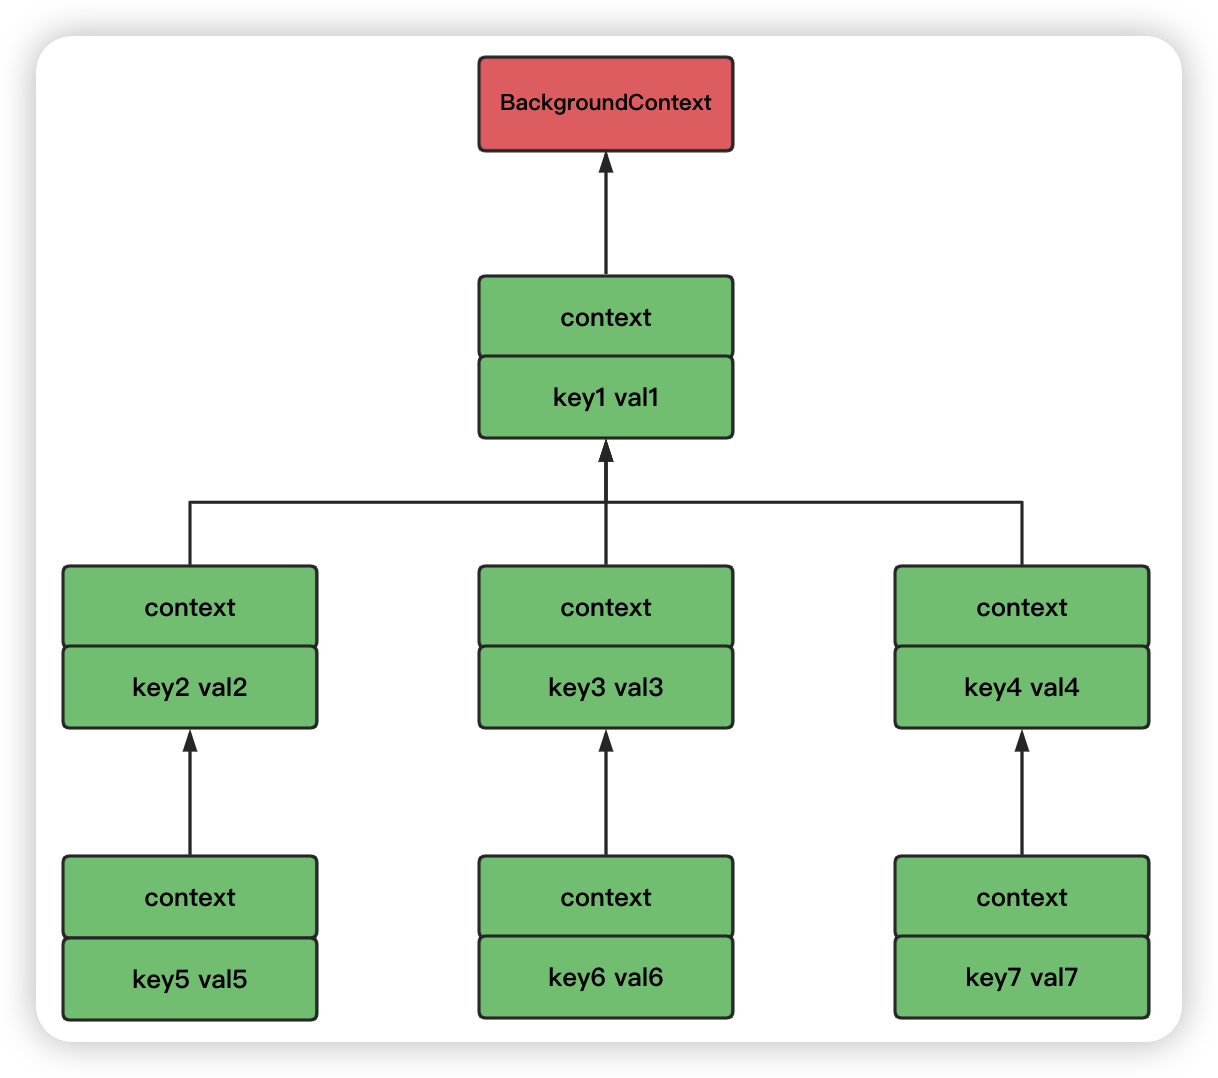 BackgroundContext
context
key1 val1
context
key2 val2
context
key3 val3
context
key4 val4
context
key5 val5
context
key6 val6
context
key7 val7